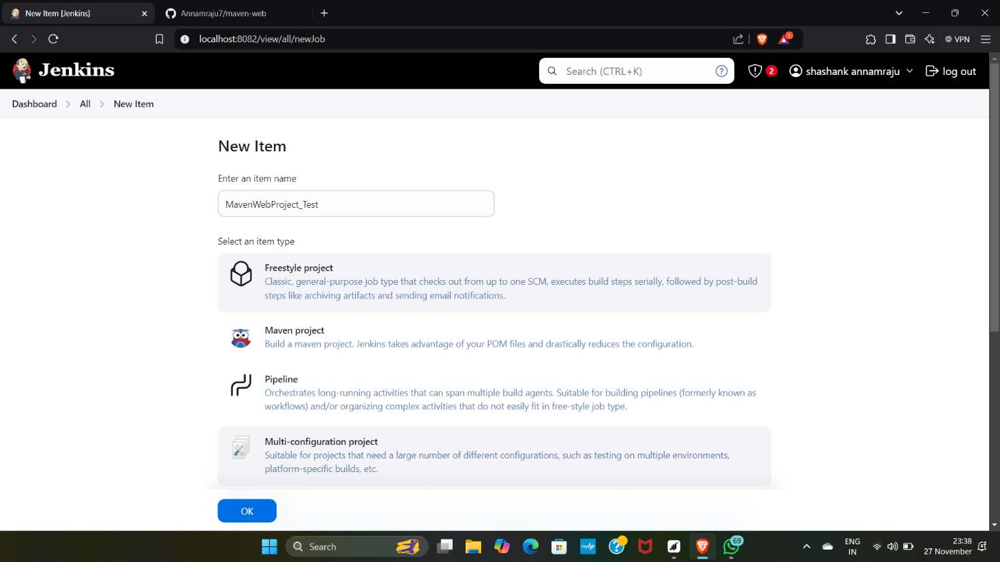 New Item [Jenkins]
Annamraju7/maven-web
localhost:8082/view/all/newJob
1
VPN
Jenkins
Search (CTRL+K)
?
2
shashank annamraju
log out
Dashboard
All
New Item
New Item
Enter an item name
MavenWebProject_Test
Select an item type
Freestyle project
Classic, general-purpose job type that checks out from up to one SCM, executes build steps serially, followed by post-build
steps like archiving artifacts and sending email notifications.
Maven project
Build a maven project. Jenkins takes advantage of your POM files and drastically reduces the configuration.
Pipeline
Orchestrates long-running activities that can span multiple build agents. Suitable for building pipelines (formerly known as
workflows) and/or organizing complex activities that do not easily fit in free-style job type.
Multi-configuration project
Suitable for projects that need a large number of different configurations, such as testing on multiple environments,
platform-specific builds, etc.
OK
Search
myhp
?
69
ENG
IN
23:38
27 November